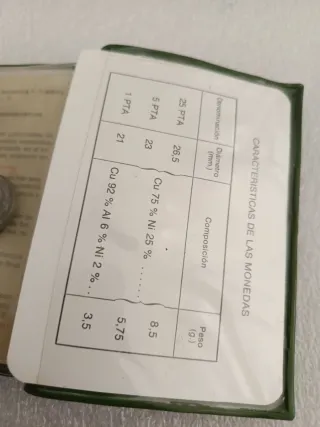 CARACTERISTICAS DE LAS MONEDAS
Denominación Diámetro (mm.) Composición Peso (g.)
25 PTA 26,5 Cu 75 % Ni 25 % ...... 8,5
5 PTA 23 5,75
1 PTA 21 Cu 92 % Al 6 % Ni 2 % .. 3,5